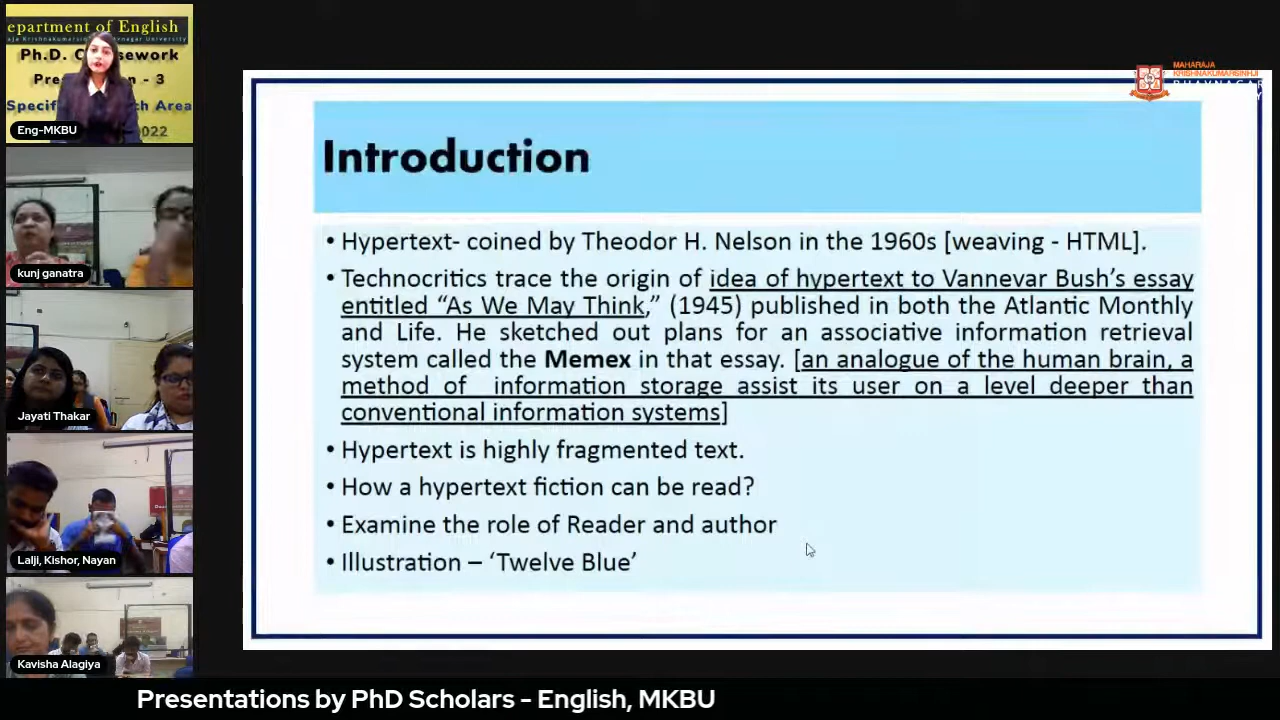 epartment of English
Ph.D. C sework
Pre n - 3
Specif ch Area
2022
Eng-MKBU
kunj ganatra
Jayati Thakar
Lalji, Kishor, Nayan
Kavisha Alagiya
MAHARAJA
KRISHNAKUMARSINHJI
BHAVNAGAR
Introduction
• Hypertext- coined by Theodor H. Nelson in the 1960s [weaving - HTML].
• Technocritics trace the origin of idea of hypertext to Vannevar Bush's essay
entitled “As We May Think,” (1945) published in both the Atlantic Monthly
and Life. He sketched out plans for an associative information retrieval
system called the Memex in that essay. [an analogue of the human brain, a
method of information storage assist its user on a level deeper than
conventional information systems]
• Hypertext is highly fragmented text.
• How a hypertext fiction can be read?
• Examine the role of Reader and author
• Illustration – ‘Twelve Blue’
Presentations by PhD Scholars - English, MKBU